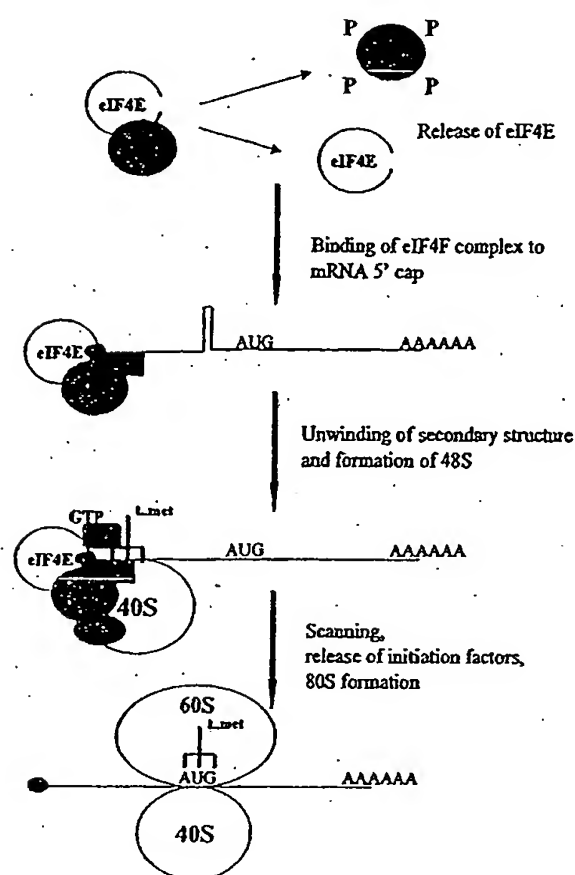 P P
eIF4E
P P
Release of eIF4E
eIF4E
Binding of eIF4F complex to
mRNA 5' cap
eIF4E
AUG
AAAAAA
Unwinding of secondary structure
and formation of 48S
GTP
t.met
eIF4E
AUG
AAAAAA
40S
Scanning,
release of initiation factors,
80S formation
60S
t.met
AUG
AAAAAA
40S